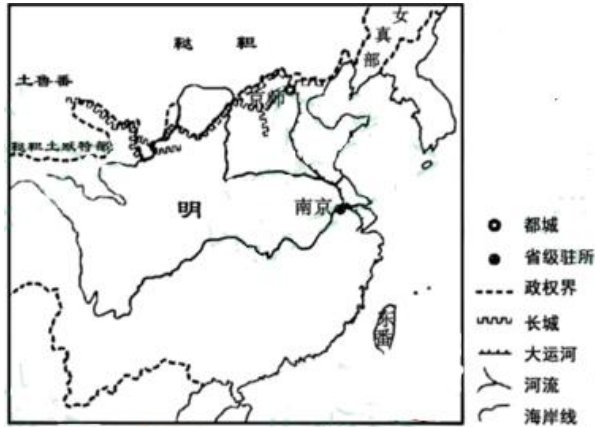 鞑靼
女真部
土鲁番
京师
鞑靼土默特部
明
南京
东番
都城
省级驻所
政权界
长城
大运河
河流
海岸线